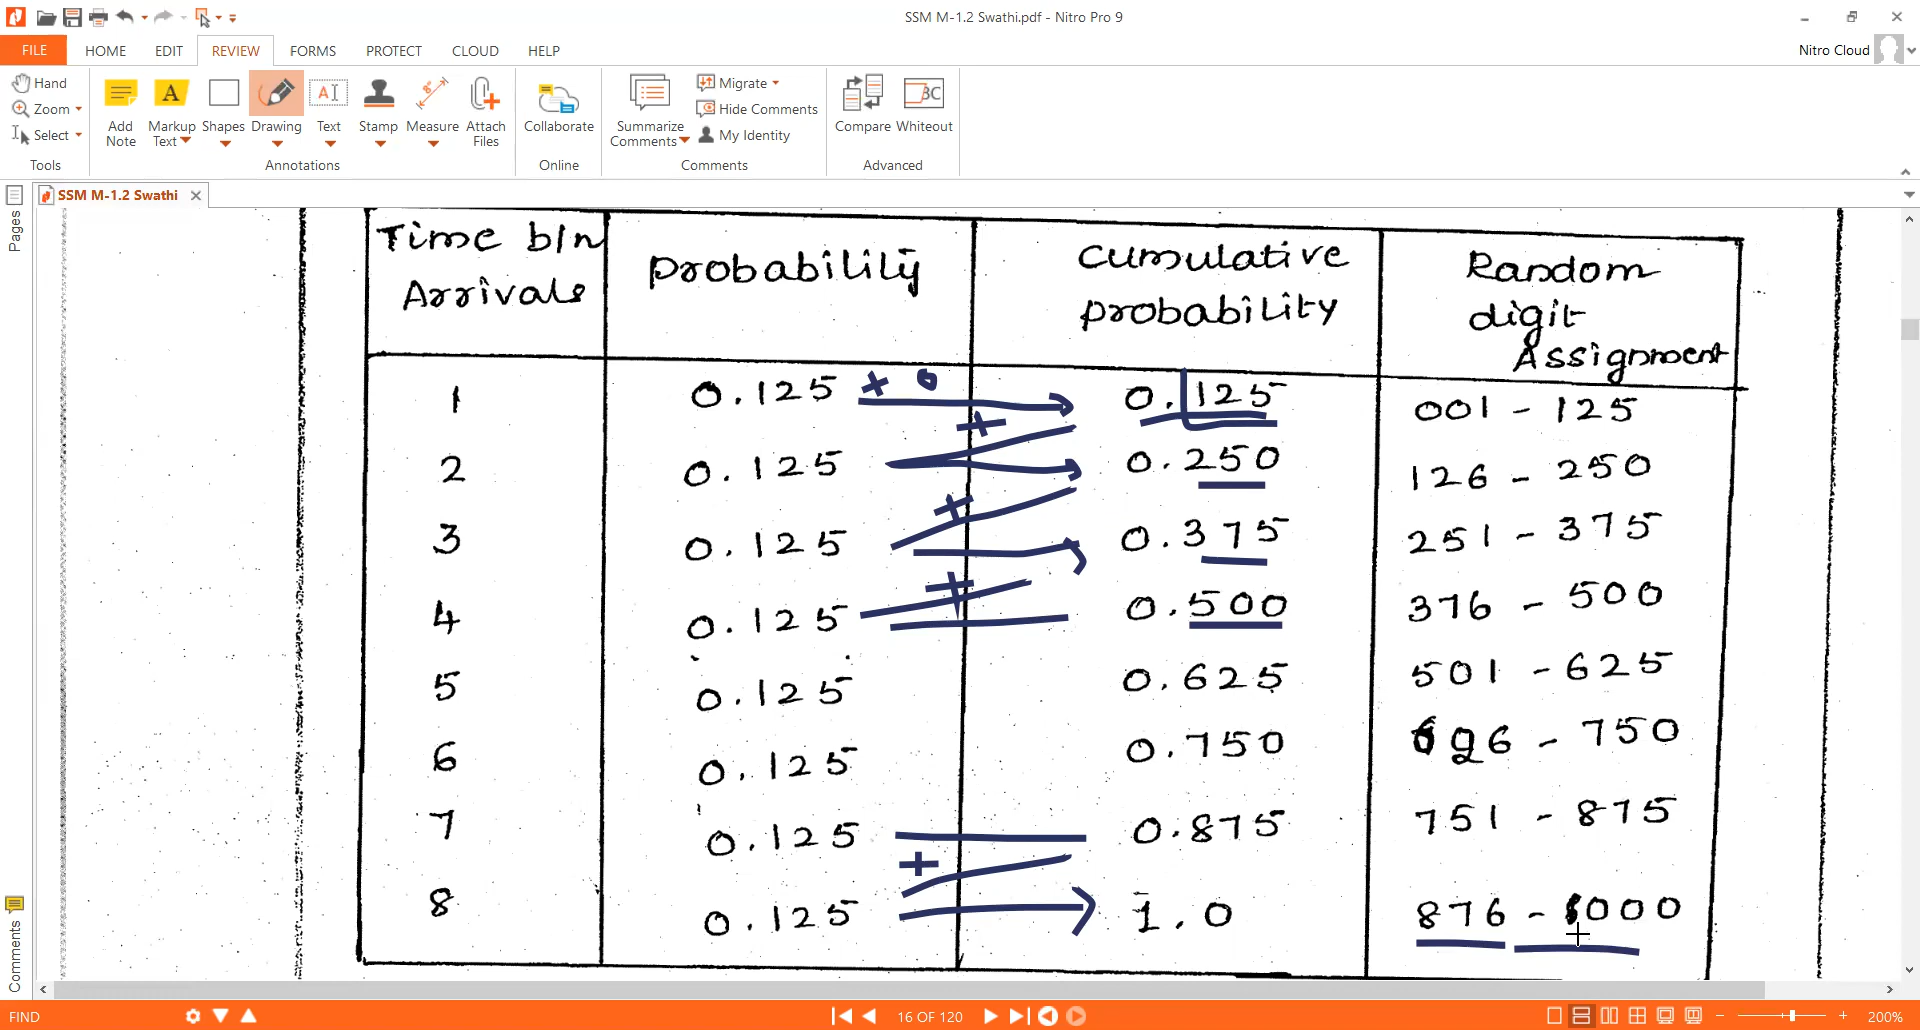 SSM M-1.2 Swathi.pdf - Nitro Pro 9
FILE HOME EDIT REVIEW FORMS PROTECT CLOUD HELP
Nitro Cloud
Hand
Zoom
Select
Tools
Add Note
Markup Text
Shapes
Drawing
Text
Stamp
Measure
Attach Files
Annotations
Collaborate
Online
Summarize Comments
Migrate
Hide Comments
My Identity
Comments
Compare
Whiteout
Advanced
SSM M-1.2 Swathi
Pages
Comments
Time b/n Arrivals
Probability
Cumulative probability
Random digit Assignment
1 0.125 + 0 0.125 001 - 125
+
2 0.125 0.250 126 - 250
+
3 0.125 0.375 251 - 375
+
4 0.125 0.500 376 - 500
5 0.125 0.625 501 - 625
6 0.125 0.750 626 - 750
7 0.125 0.875 751 - 875
+
8 0.125 1.0 876 - 1000
FIND
16 OF 120
200%